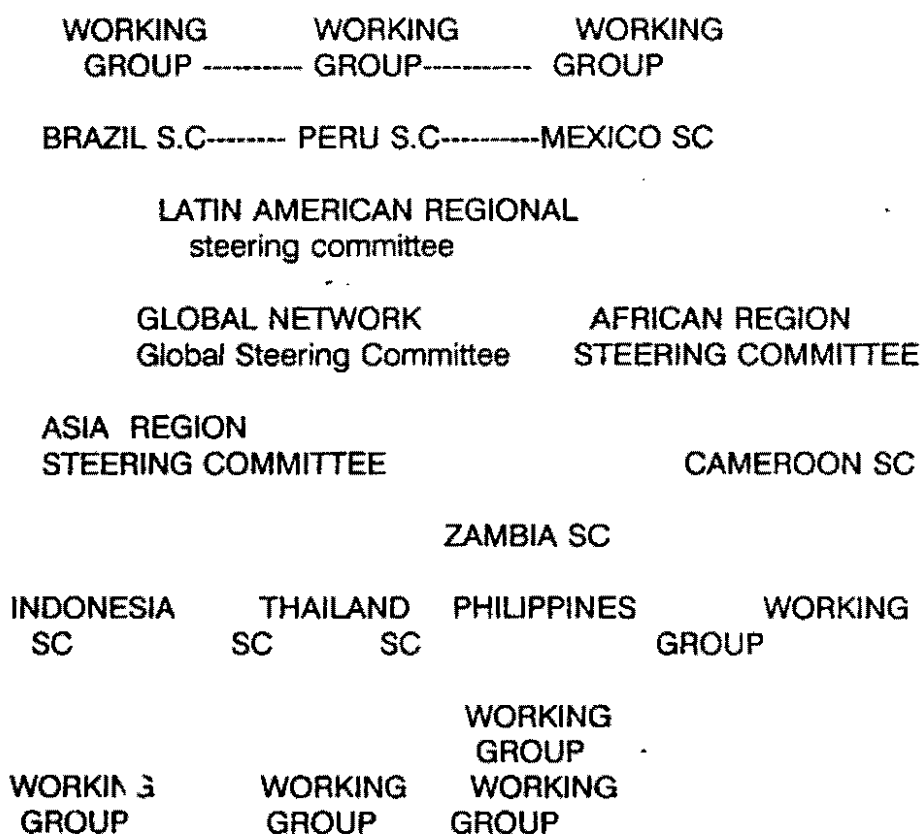 WORKING WORKING WORKING
GROUP ---------- GROUP----------- GROUP
BRAZIL S.C-------- PERU S.C----------MEXICO SC
LATIN AMERICAN REGIONAL
steering committee
GLOBAL NETWORK AFRICAN REGION
Global Steering Committee STEERING COMMITTEE
ASIA REGION
STEERING COMMITTEE CAMEROON SC
ZAMBIA SC
INDONESIA THAILAND PHILIPPINES WORKING
SC SC SC GROUP
WORKING
GROUP
WORKING WORKING WORKING
GROUP GROUP GROUP